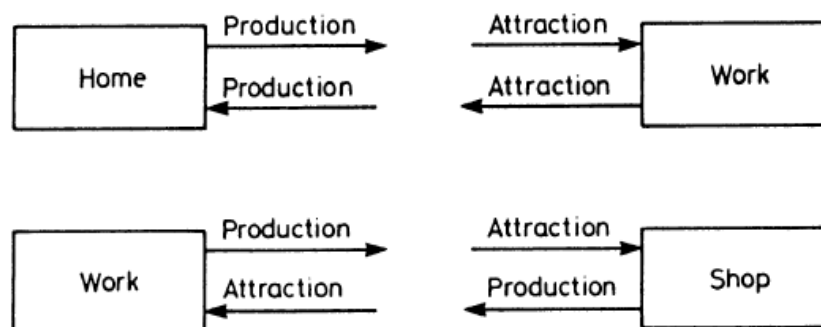 Production
Attraction
Home
Work
Production
Attraction
Production
Attraction
Work
Shop
Attraction
Production